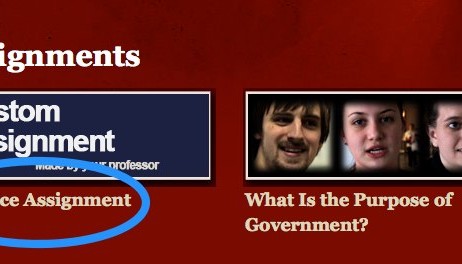 ignments
stom
signment
Made by your professor
ce Assignment
What Is the Purpose of
Government?